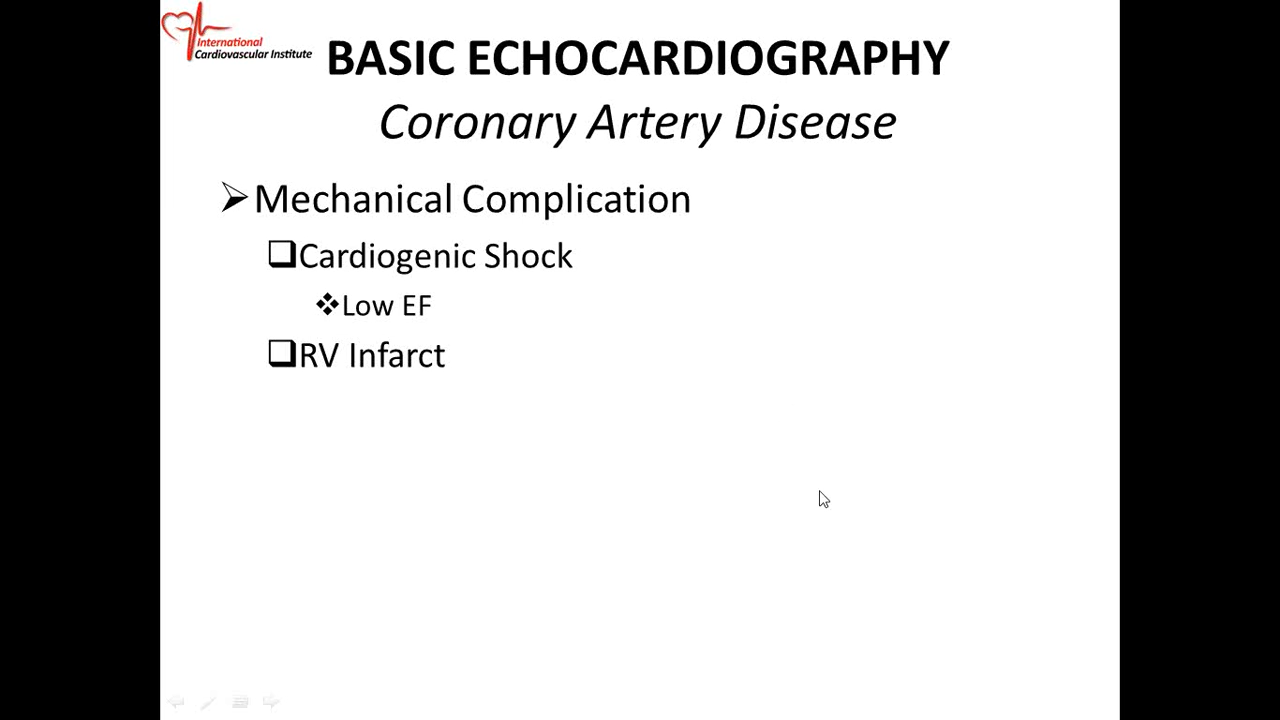 International
Cardiovascular Institute
BASIC ECHOCARDIOGRAPHY
Coronary Artery Disease
Mechanical Complication
Cardiogenic Shock
Low EF
RV Infarct